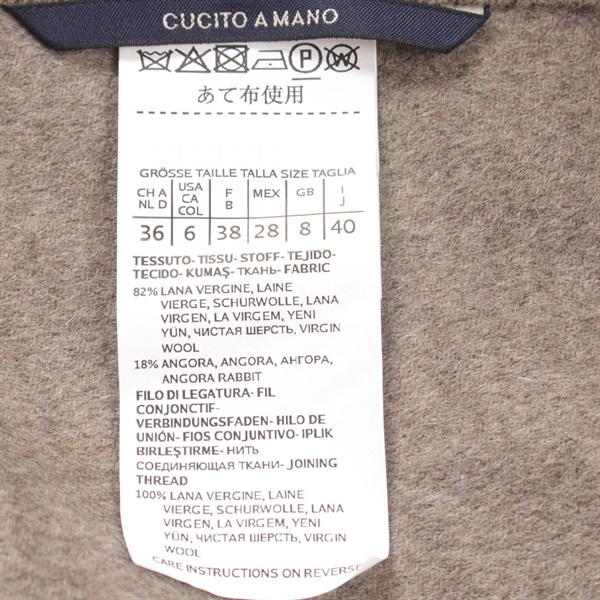 CUCITO A MANO
P W
あて布使用
GRÖSSE TAILLE TALLA SIZE TAGLIA
CH A NL D USA CA COL F B MEX GB I J
36 6 38 28 8 40
TESSUTO- TISSU- STOFF- TEJIDO-
TECIDO- KUMAŞ- ТКАНЬ- FABRIC
82% LANA VERGINE, LAINE
VIERGE, SCHURWOLLE, LANA
VIRGEN, LA VIRGEM, YENI
YÜN, ЧИСТАЯ ШЕРСТЬ, VIRGIN
WOOL
18% ANGORA, ANGORA, АНГОРА,
ANGORA RABBIT
FILO DI LEGATURA- FIL
CONJONCTIF-
VERBINDUNGSFADEN- HILO DE
UNIÓN- FIOS CONJUNTIVO- IPLIK
BIRLEŞTIRME- НИТЬ
СОЕДИНЯЮЩАЯ ТКАНИ- JOINING
THREAD
100% LANA VERGINE, LAINE
VIERGE, SCHURWOLLE, LANA
VIRGEN, LA VIRGEM, YENI
YÜN, ЧИСТАЯ ШЕРСТЬ, VIRGIN
WOOL
CARE INSTRUCTIONS ON REVERSE